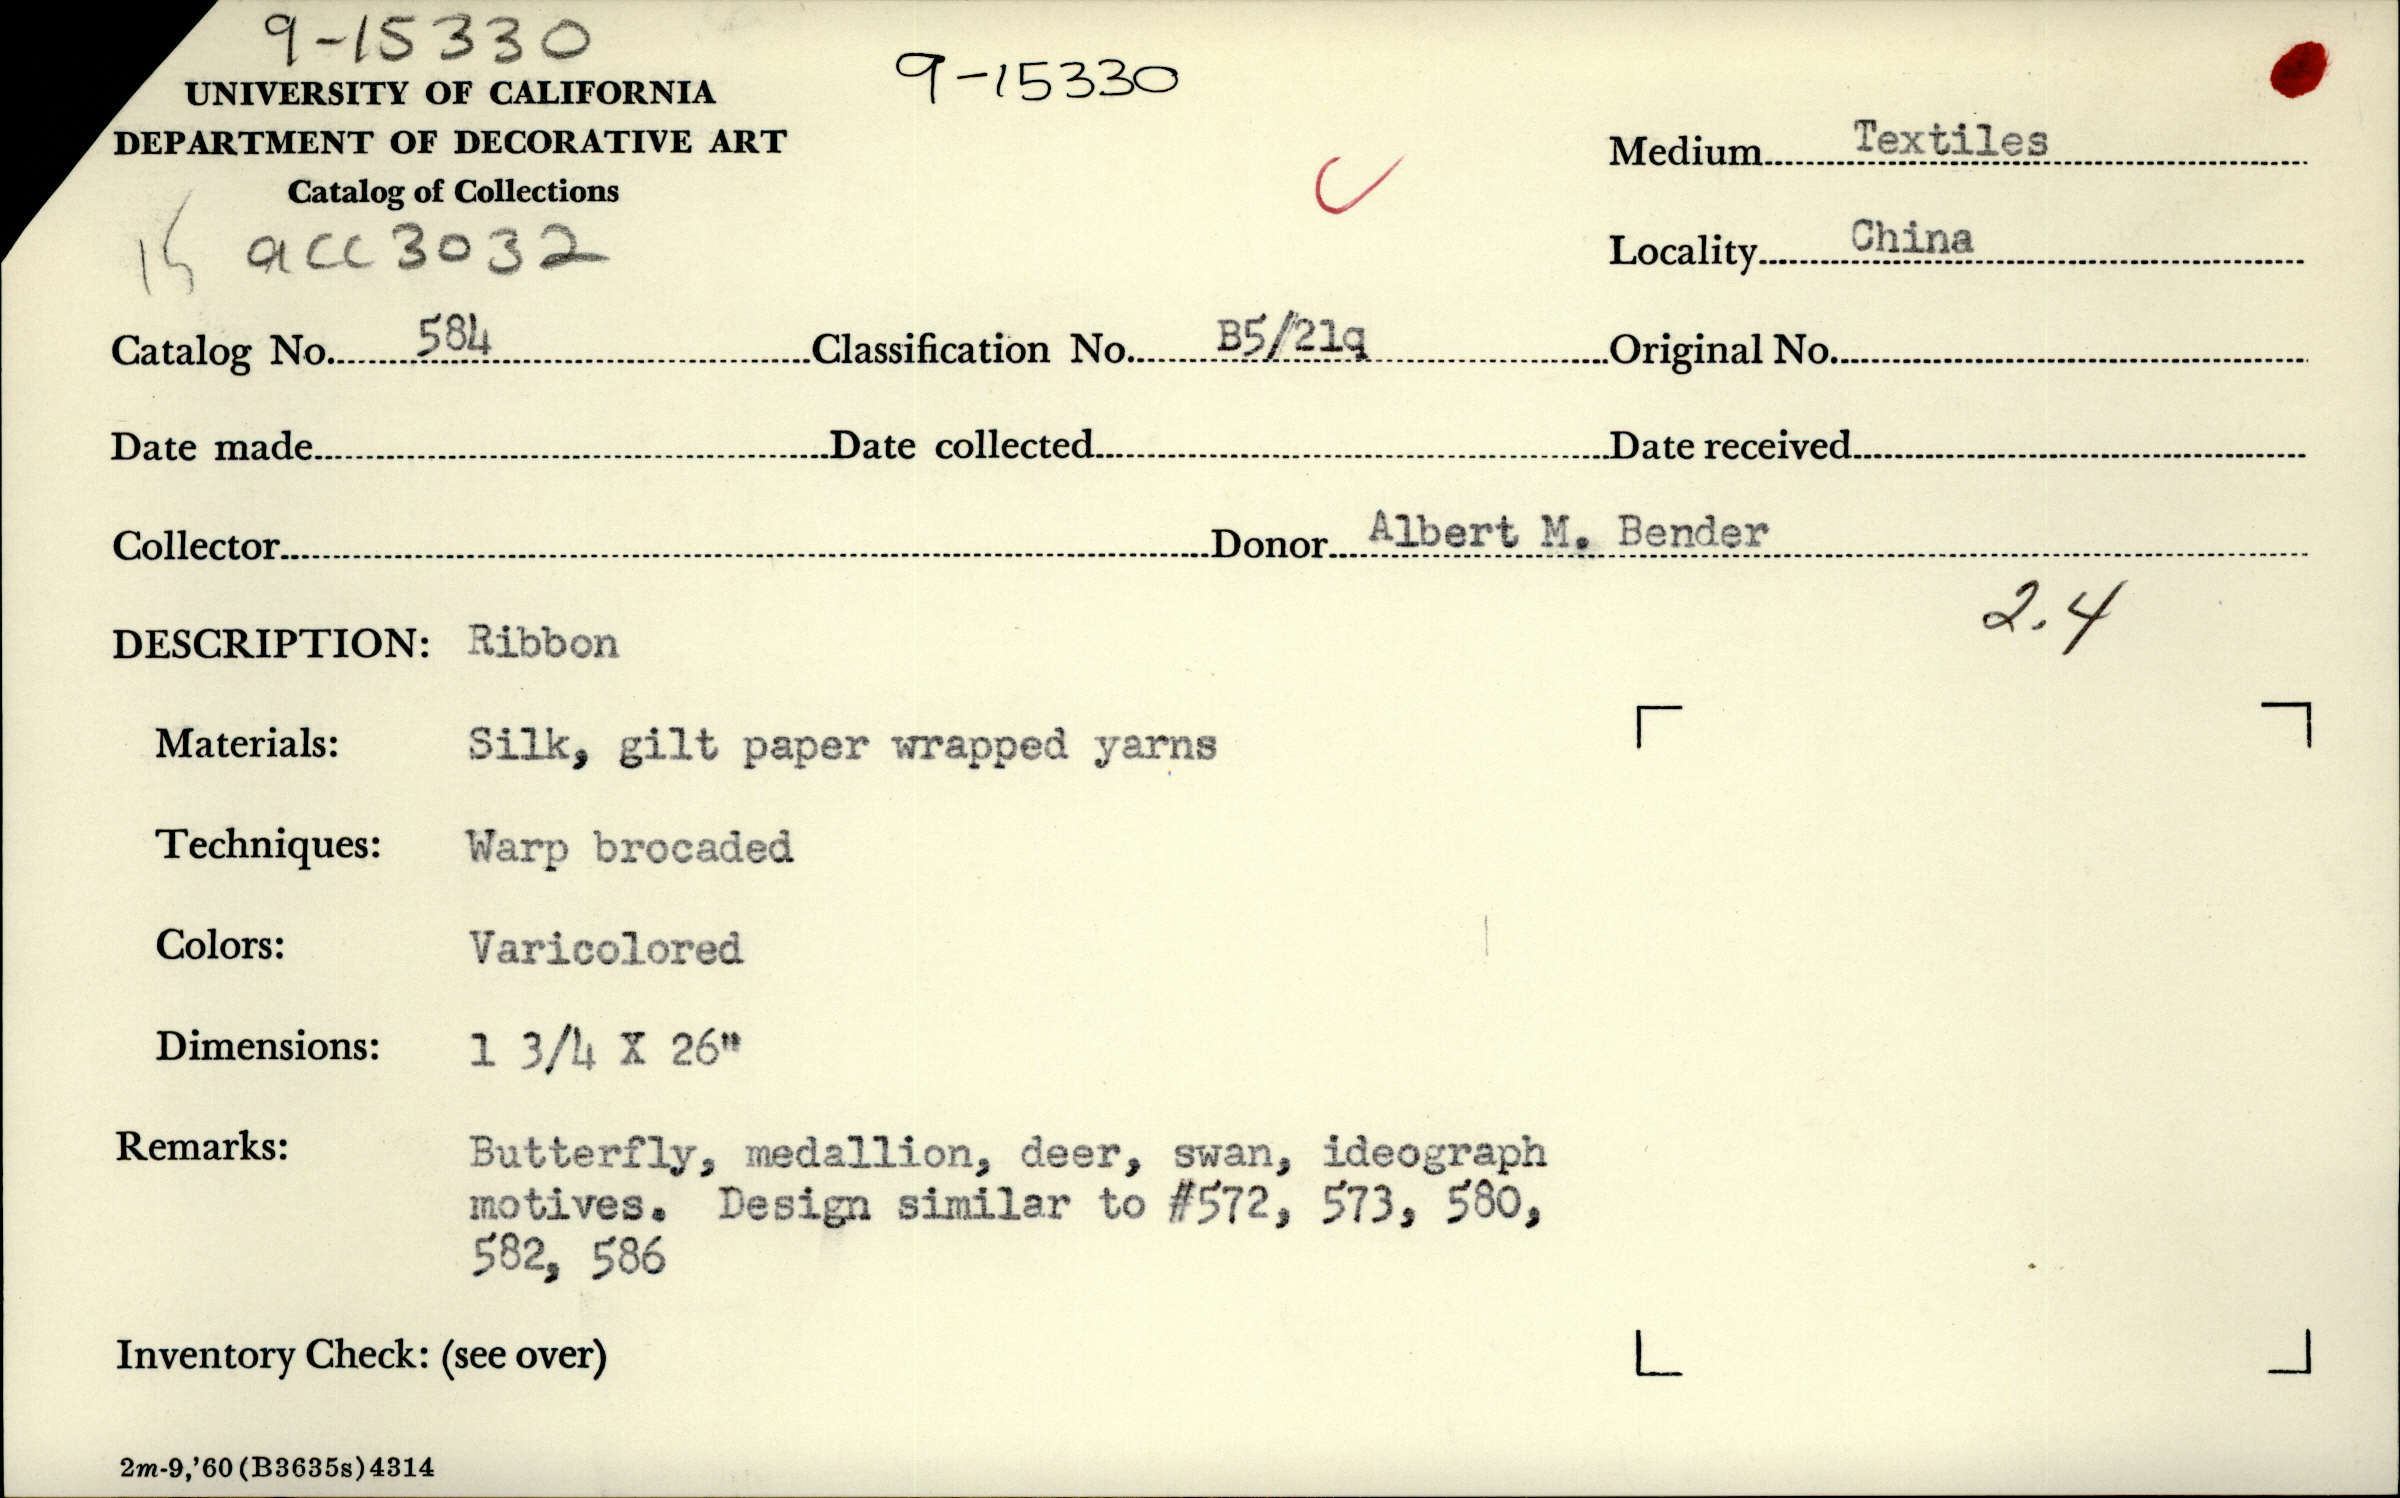 9-15330
UNIVERSITY OF CALIFORNIA
DEPARTMENT OF DECORATIVE ART
Catalog of Collections
acc 3032
9-15330
Medium Textiles
Locality China
Catalog No. 584 Classification No. B5/21q Original No.
Date made Date collected Date received
Collector Donor Albert M. Bender
2.4
DESCRIPTION: Ribbon
Materials: Silk, gilt paper wrapped yarns
Techniques: Warp brocaded
Colors: Varicolored
Dimensions: 1 3/4 X 26"
Remarks: Butterfly, medallion, deer, swan, ideograph
motives. Design similar to #572, 573, 580,
582, 586
Inventory Check: (see over)
2m-9,'60(B3635s)4314